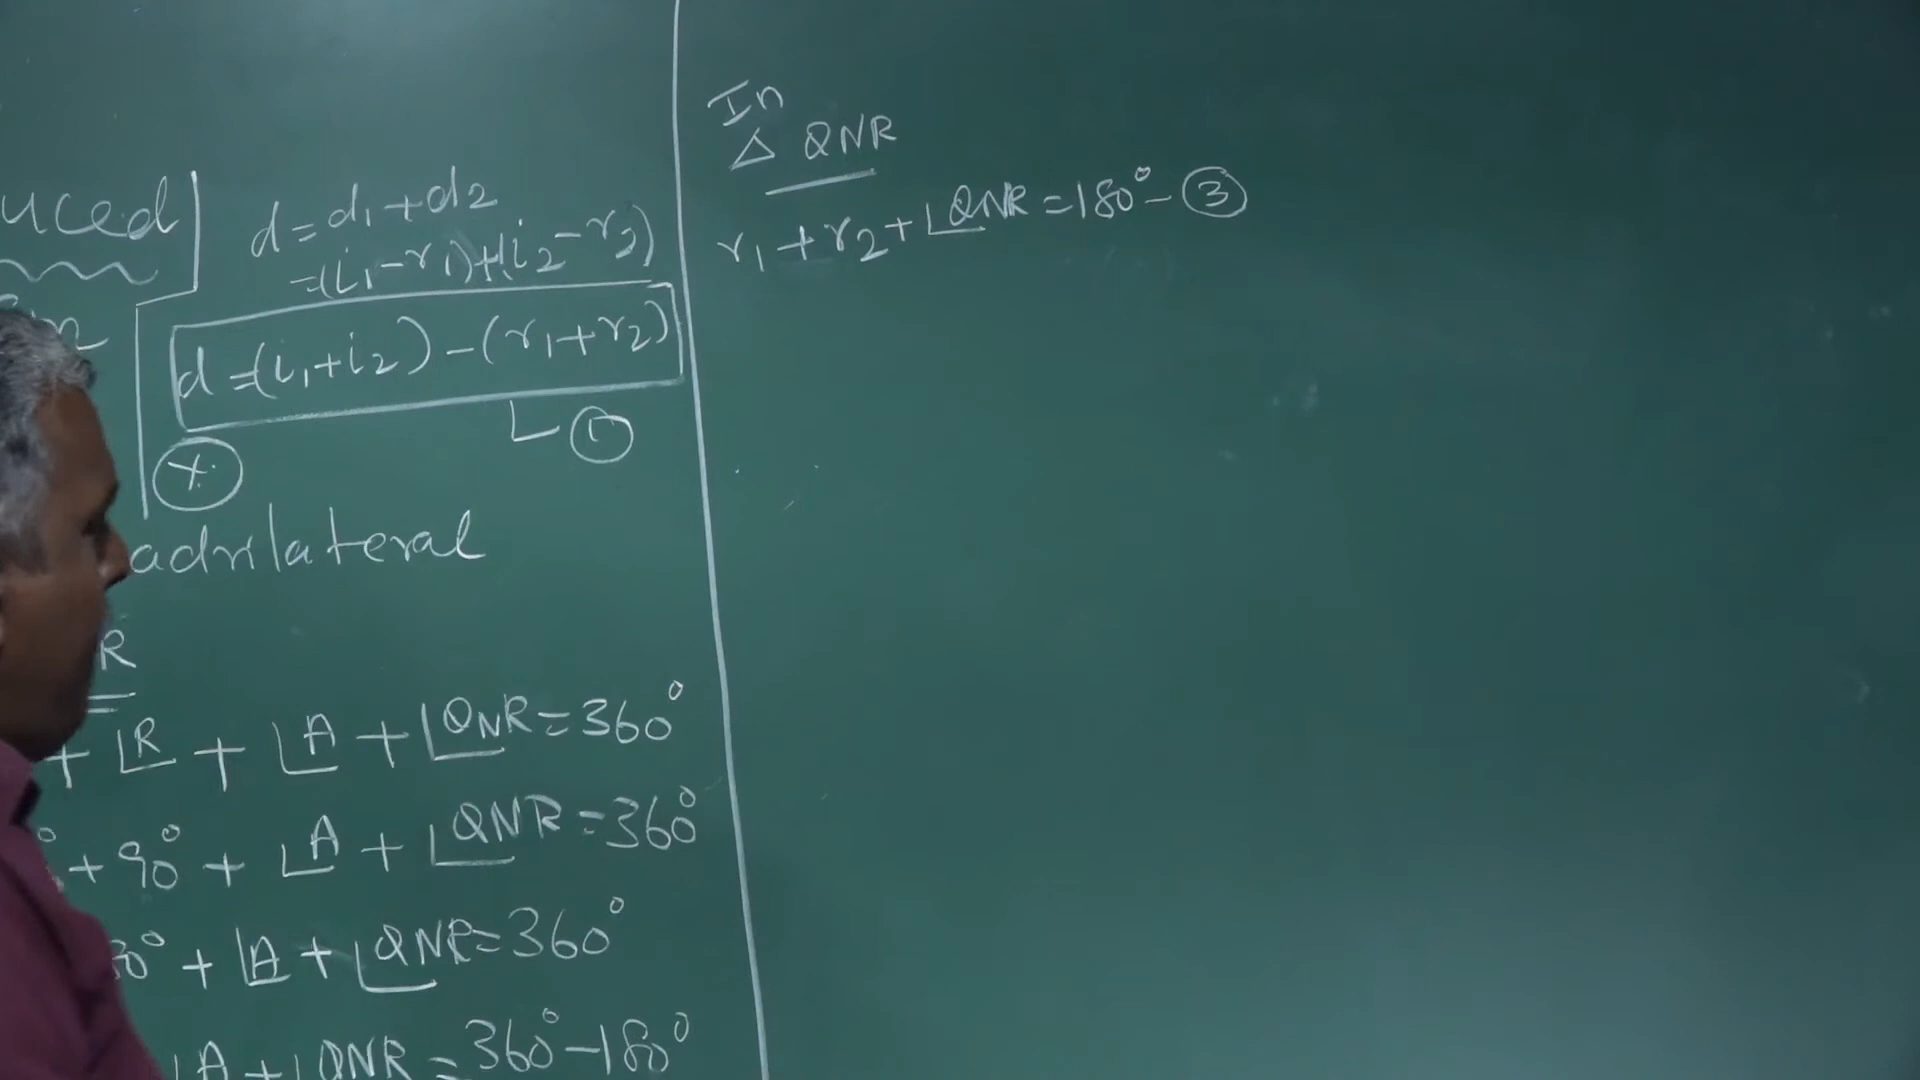 uced
d=d₁+d₂
=(i₁-r₁)+(i₂-r₂)
d=(i₁+i₂)-(r₁+r₂)
①
adrilateral
R
+ ∠R + ∠A + ∠QNR=360°
°+90° + ∠A + ∠QNR=360°
80° + ∠A + ∠QNR=360°
∠A + ∠QNR = 360°-180°
In
△ QNR
r₁+r₂+∠QNR=180°-③